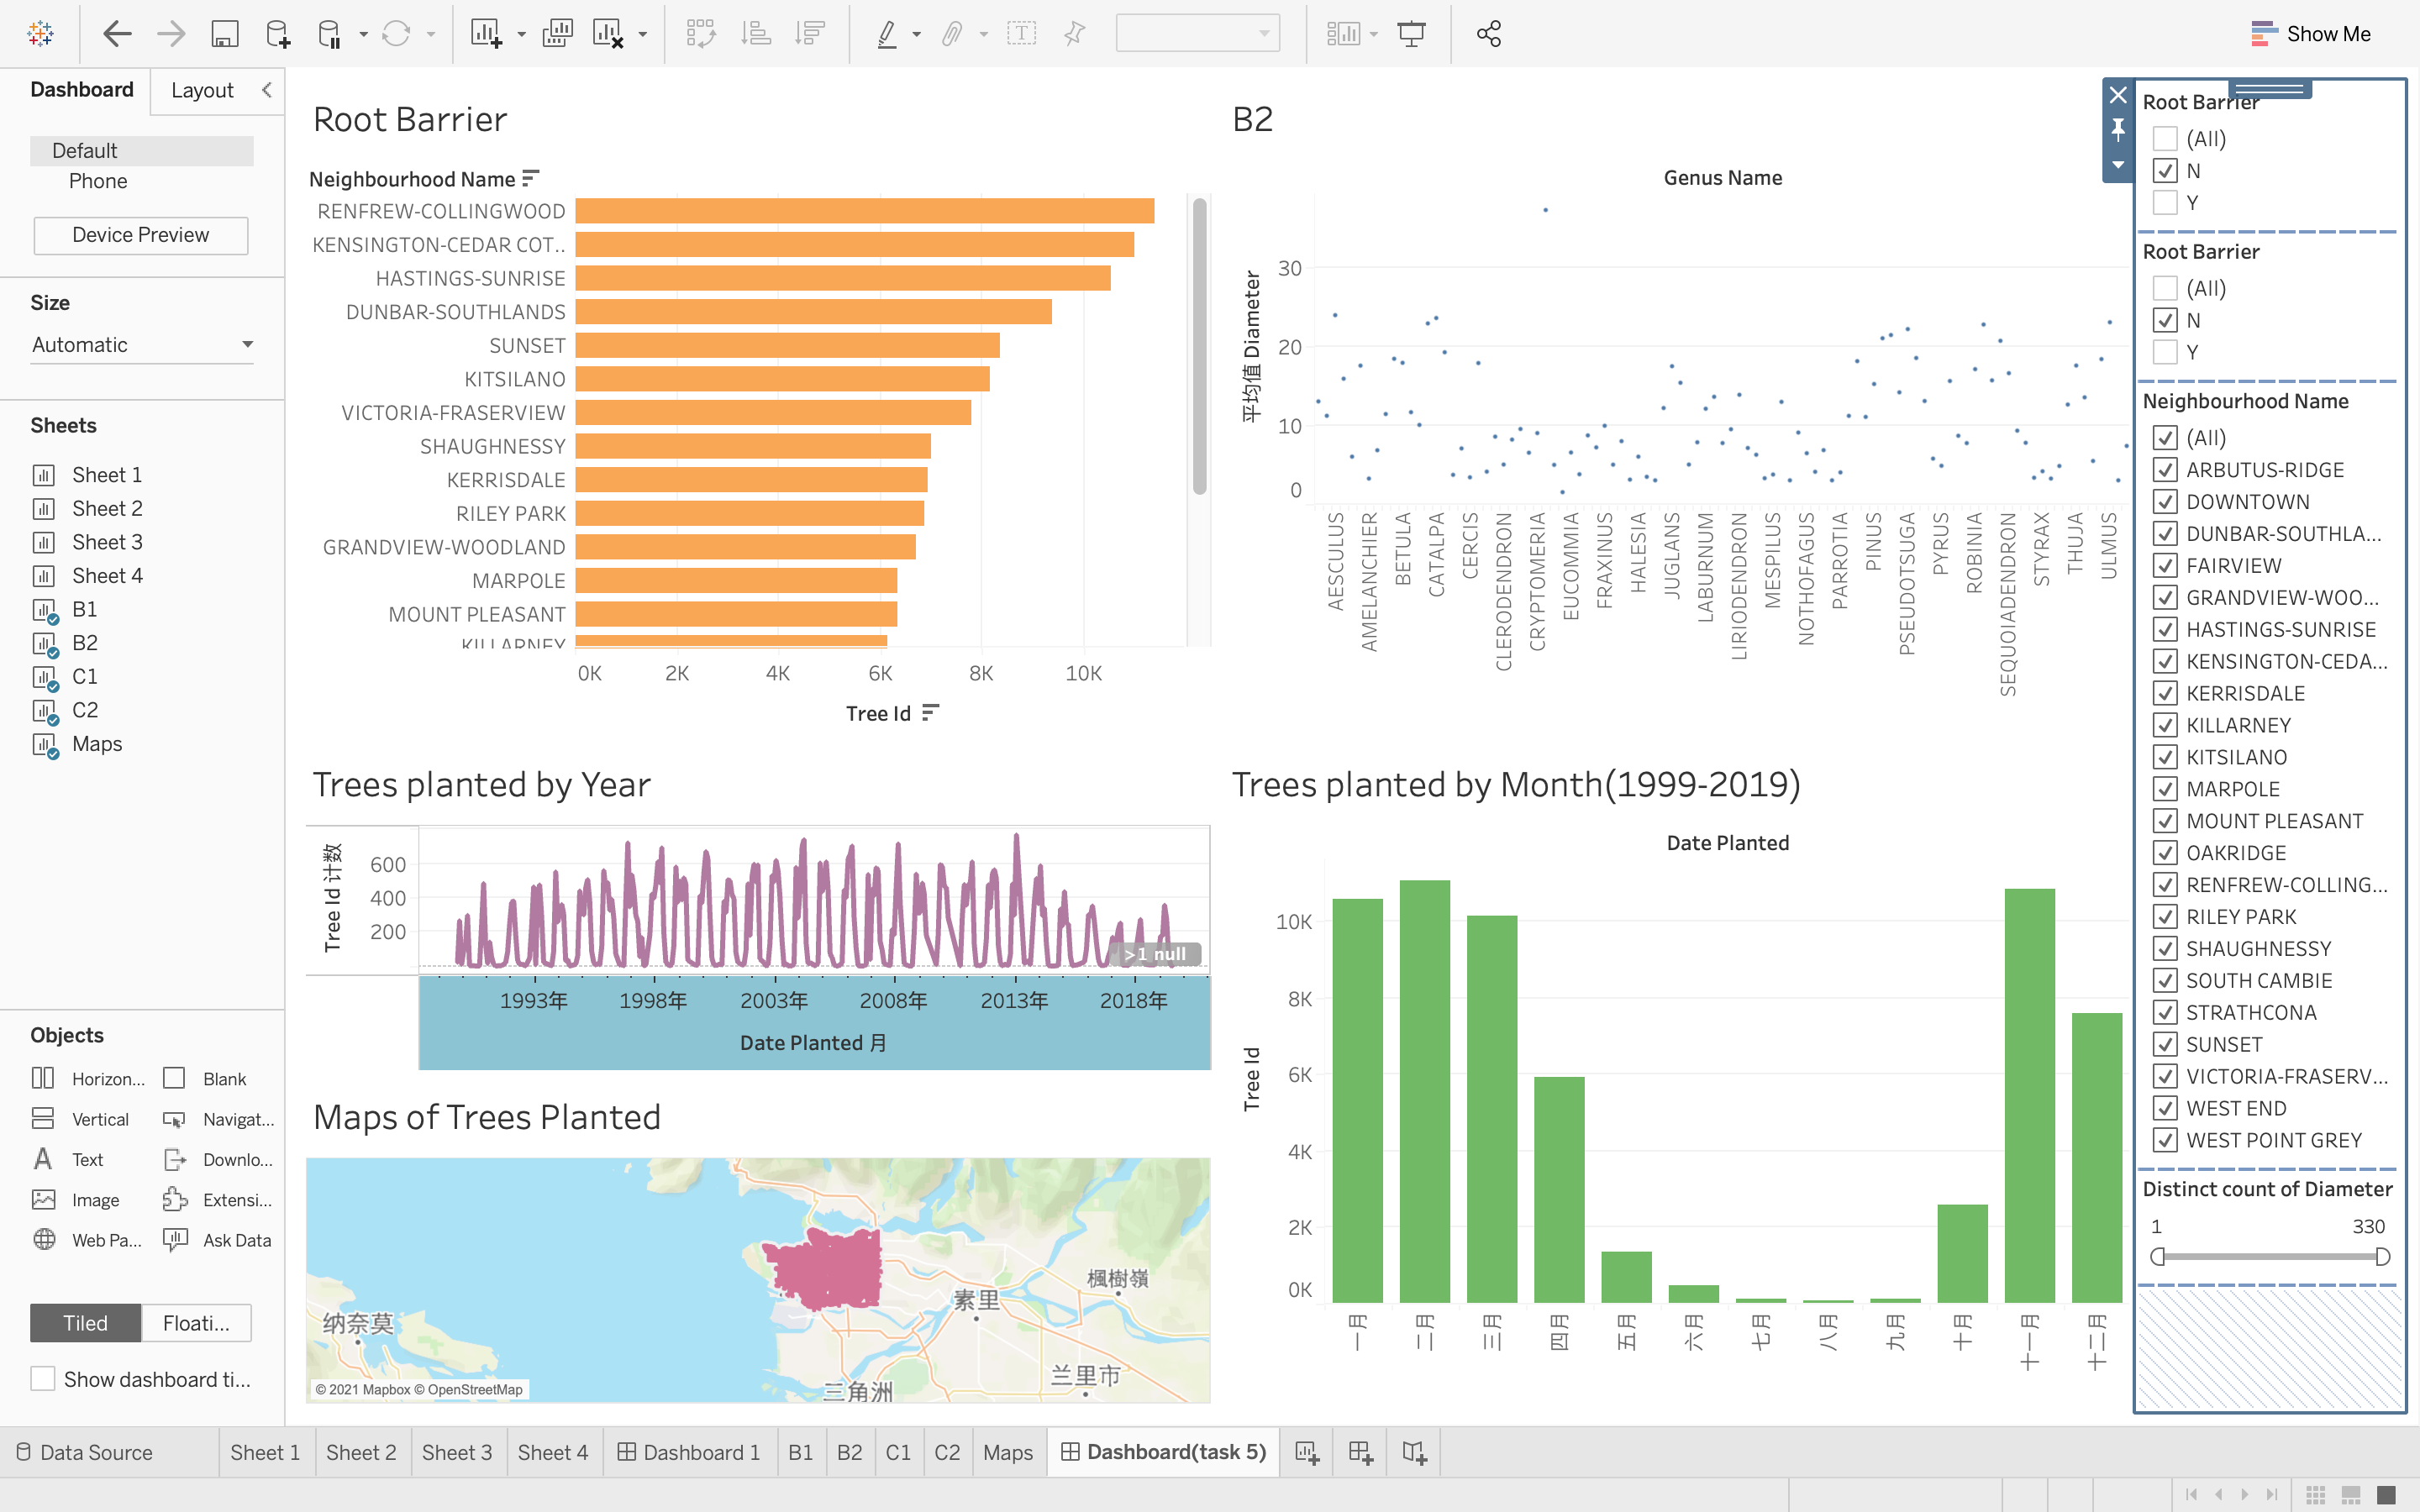 Show Me
Dashboard
Layout
Default
Phone
Device Preview
Size
Automatic
Sheets
Sheet 1
Sheet 2
Sheet 3
Sheet 4
B1
B2
C1
C2
Maps
Objects
Horizon...
Blank
Vertical
Navigat...
Text
Downlo...
Image
Extensi...
Web Pa...
Ask Data
Tiled
Floati...
Show dashboard ti...
Root Barrier
Neighbourhood Name
RENFREW-COLLINGWOOD
KENSINGTON-CEDAR COT..
HASTINGS-SUNRISE
DUNBAR-SOUTHLANDS
SUNSET
KITSILANO
VICTORIA-FRASERVIEW
SHAUGHNESSY
KERRISDALE
RILEY PARK
GRANDVIEW-WOODLAND
MARPOLE
MOUNT PLEASANT
KILLARNEY
0K 2K 4K 6K 8K 10K
Tree Id
B2
Genus Name
平均值 Diameter
30
20
10
0
AESCULUS
AMELANCHIER
BETULA
CATALPA
CERCIS
CLERODENDRON
CRYPTOMERIA
EUCOMMIA
FRAXINUS
HALESIA
JUGLANS
LABURNUM
LIRIODENDRON
MESPILUS
NOTHOFAGUS
PARROTIA
PINUS
PSEUDOTSUGA
PYRUS
ROBINIA
SEQUOIADENDRON
STYRAX
THUJA
ULMUS
Trees planted by Year
Tree Id 计数
600
400
200
>1 null
1993年 1998年 2003年 2008年 2013年 2018年
Date Planted 月
Maps of Trees Planted
纳奈莫
素里
楓樹嶺
兰里市
三角洲
© 2021 Mapbox © OpenStreetMap
Trees planted by Month(1999-2019)
Date Planted
Tree Id
10K
8K
6K
4K
2K
0K
一月
二月
三月
四月
五月
六月
七月
八月
九月
十月
十一月
十二月
Root Barrier
(All)
N
Y
Root Barrier
(All)
N
Y
Neighbourhood Name
(All)
ARBUTUS-RIDGE
DOWNTOWN
DUNBAR-SOUTHLA...
FAIRVIEW
GRANDVIEW-WOO...
HASTINGS-SUNRISE
KENSINGTON-CEDA...
KERRISDALE
KILLARNEY
KITSILANO
MARPOLE
MOUNT PLEASANT
OAKRIDGE
RENFREW-COLLING...
RILEY PARK
SHAUGHNESSY
SOUTH CAMBIE
STRATHCONA
SUNSET
VICTORIA-FRASERV...
WEST END
WEST POINT GREY
Distinct count of Diameter
1 330
Data Source Sheet 1 Sheet 2 Sheet 3 Sheet 4 Dashboard 1 B1 B2 C1 C2 Maps Dashboard(task 5)